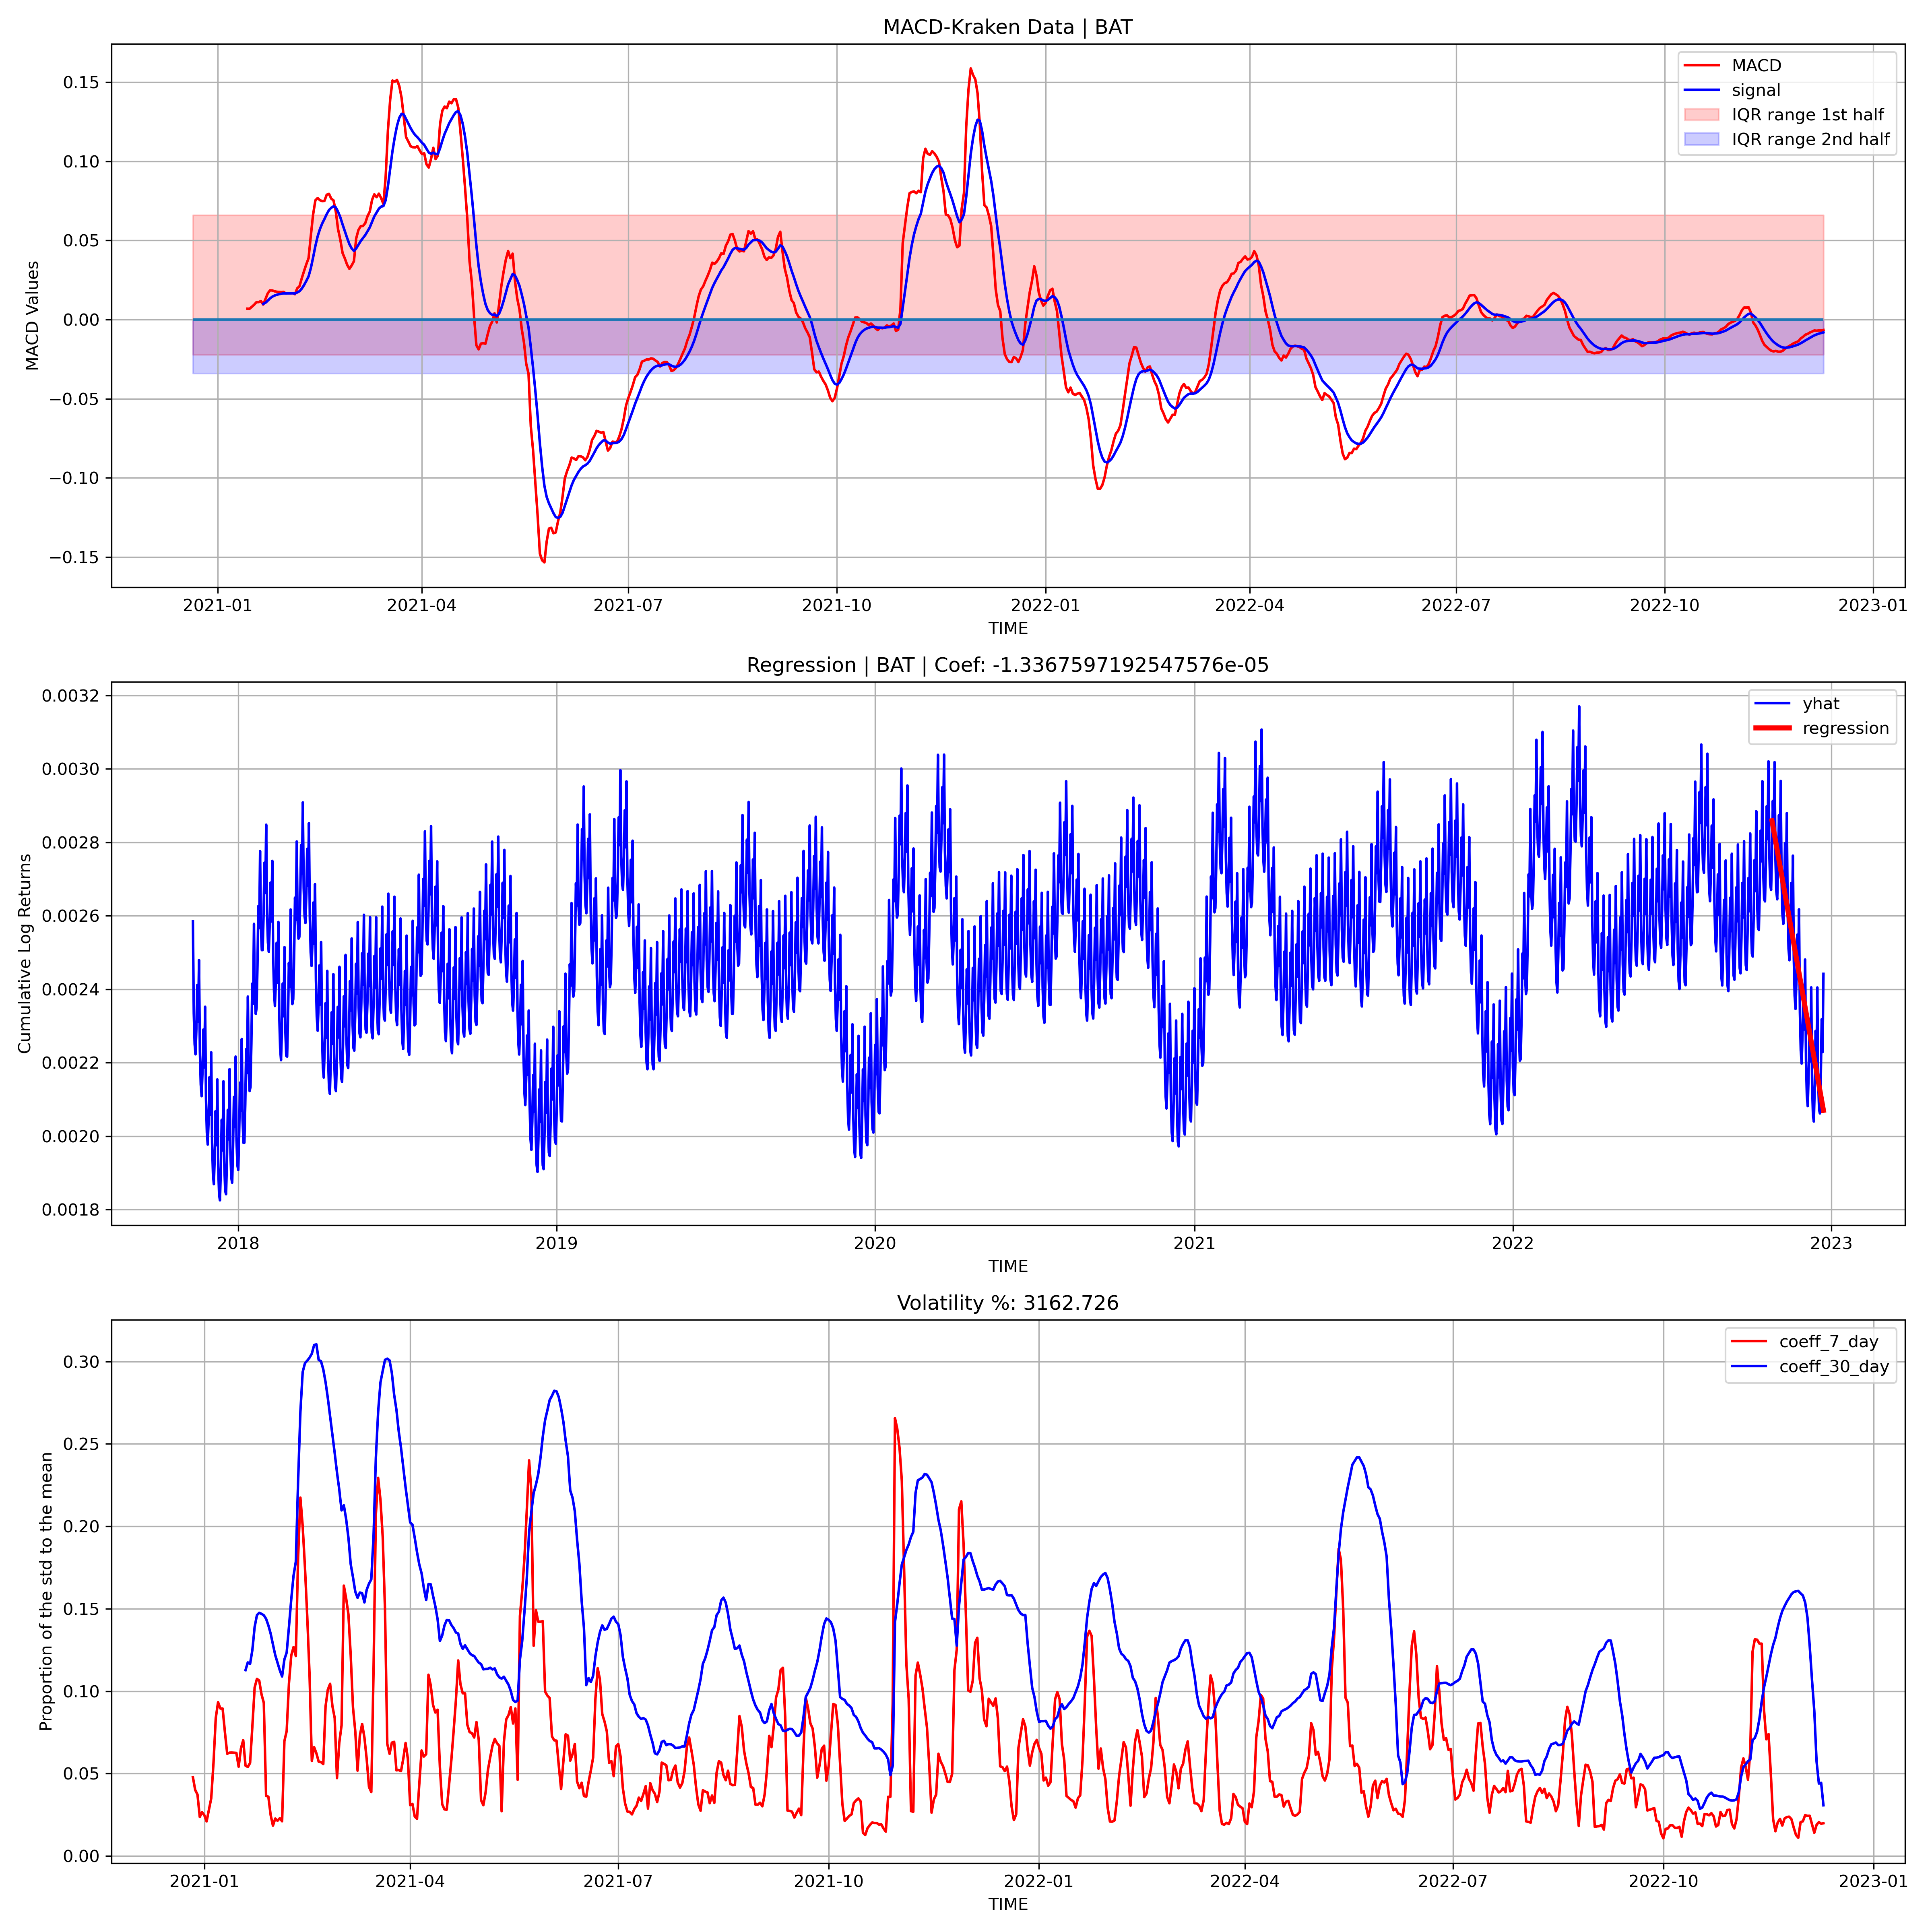 MACD-Kraken Data | BAT
MACD Values
0.15
0.10
0.05
0.00
−0.05
−0.10
−0.15
MACD
signal
IQR range 1st half
IQR range 2nd half
2021-01 2021-04 2021-07 2021-10 2022-01 2022-04 2022-07 2022-10 2023-01
TIME
Regression | BAT | Coef: -1.3367597192547576e-05
Cumulative Log Returns
0.0032
0.0030
0.0028
0.0026
0.0024
0.0022
0.0020
0.0018
yhat
regression
2018 2019 2020 2021 2022 2023
TIME
Volatility %: 3162.726
Proportion of the std to the mean
0.30
0.25
0.20
0.15
0.10
0.05
0.00
coeff_7_day
coeff_30_day
2021-01 2021-04 2021-07 2021-10 2022-01 2022-04 2022-07 2022-10 2023-01
TIME